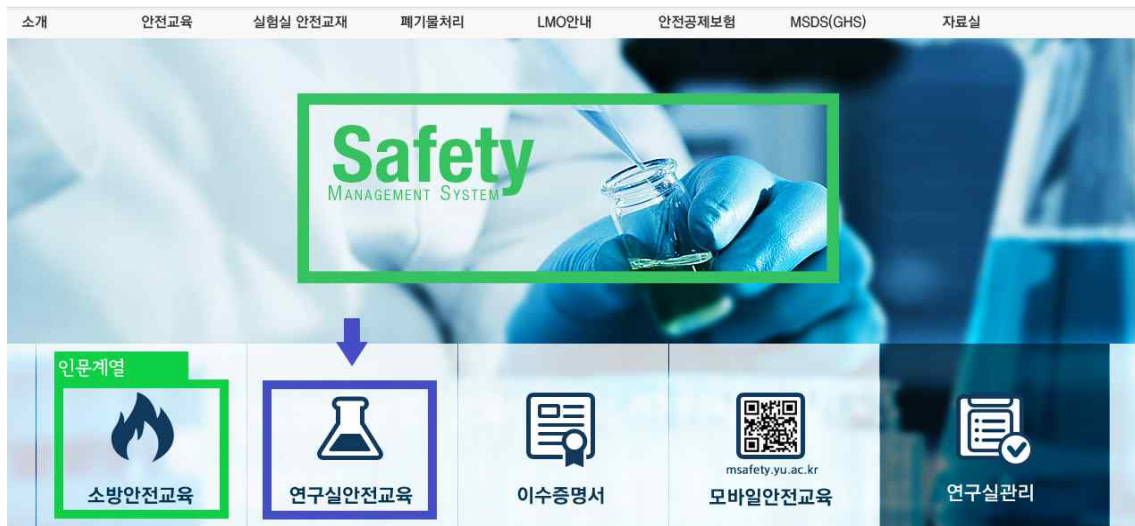 소개 안전교육 실험실 안전교재 폐기물처리 LMO안내 안전공제보험 MSDS(GHS) 자료실
Safety
MANAGEMENT SYSTEM
인문계열
msafety.yu.ac.kr
소방안전교육 연구실안전교육 이수증명서 모바일안전교육 연구실관리